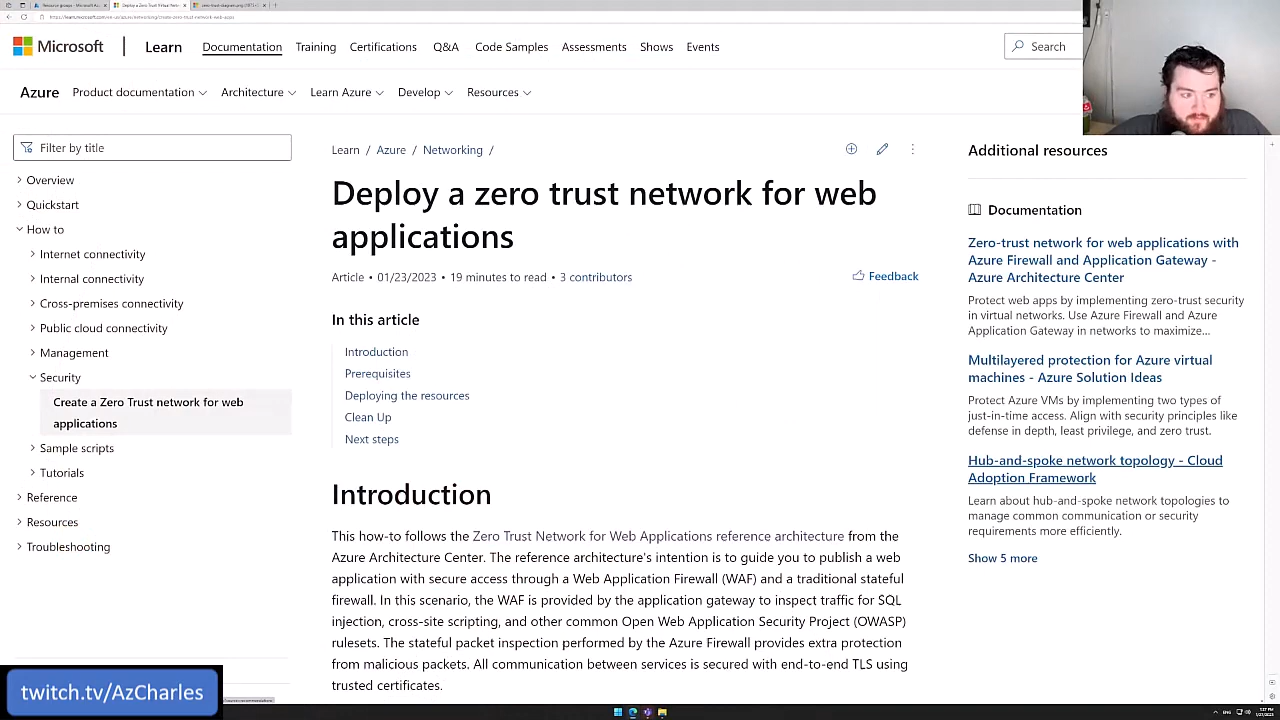 Resource groups - Microsoft Az...
Deploy a Zero Trust Virtual Netw...
Microsoft
Learn
Documentation
Training
Certifications
Q&A
Code Samples
Assessments
Shows
Events
Search
Azure
Product documentation
Architecture
Learn Azure
Develop
Resources
Filter by title
Overview
Quickstart
How to
Internet connectivity
Internal connectivity
Cross-premises connectivity
Public cloud connectivity
Management
Security
Create a Zero Trust network for web
applications
Sample scripts
Tutorials
Reference
Resources
Troubleshooting
Learn / Azure / Networking /
Deploy a zero trust network for web
applications
Article • 01/23/2023 • 19 minutes to read • 3 contributors
Feedback
In this article
Introduction
Prerequisites
Deploying the resources
Clean Up
Next steps
Introduction
This how-to follows the Zero Trust Network for Web Applications reference architecture from the
Azure Architecture Center. The reference architecture's intention is to guide you to publish a web
application with secure access through a Web Application Firewall (WAF) and a traditional stateful
firewall. In this scenario, the WAF is provided by the application gateway to inspect traffic for SQL
injection, cross-site scripting, and other common Open Web Application Security Project (OWASP)
rulesets. The stateful packet inspection performed by the Azure Firewall provides extra protection
from malicious packets. All communication between services is secured with end-to-end TLS using
trusted certificates.
Additional resources
Documentation
Zero-trust network for web applications with
Azure Firewall and Application Gateway -
Azure Architecture Center
Protect web apps by implementing zero-trust security
in virtual networks. Use Azure Firewall and Azure
Application Gateway in networks to maximize...
Multilayered protection for Azure virtual
machines - Azure Solution Ideas
Protect Azure VMs by implementing two types of
just-in-time access. Align with security principles like
defense in depth, least privilege, and zero trust.
Hub-and-spoke network topology - Cloud
Adoption Framework
Learn about hub-and-spoke network topologies to
manage common communication or security
requirements more efficiently.
Show 5 more
twitch.tv/AzCharles